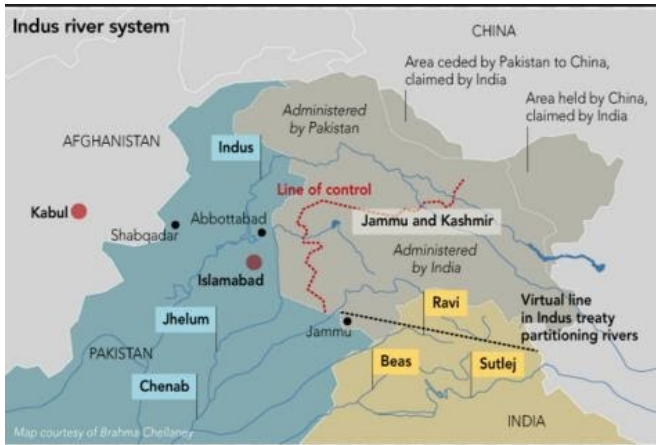 Indus river system
CHINA
Area ceded by Pakistan to China,
claimed by India
Area held by China,
claimed by India
Administered
by Pakistan
AFGHANISTAN
Indus
Line of control
Kabul
Abbottabad
Shabqadar
Jammu and Kashmir
Administered
by India
Islamabad
Ravi
Virtual line
in Indus treaty
partitioning rivers
Jhelum
Jammu
PAKISTAN
Beas
Sutlej
Chenab
INDIA
Map courtesy of Brahma Chellaney